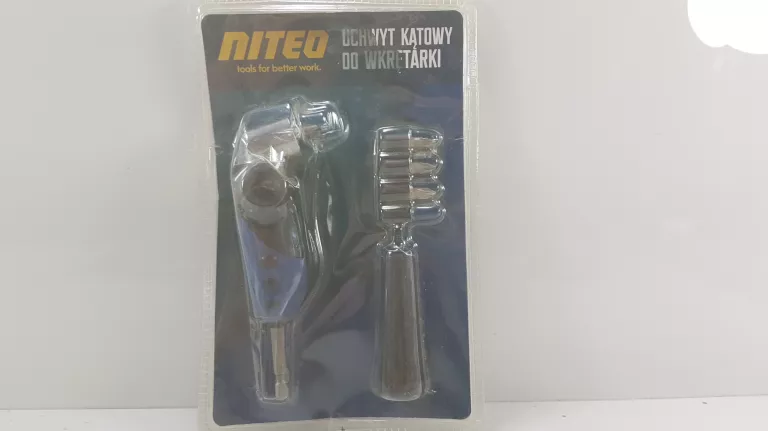 NITEO
tools for better work.
UCHWYT KĄTOWY
DO WKRĘTARKI